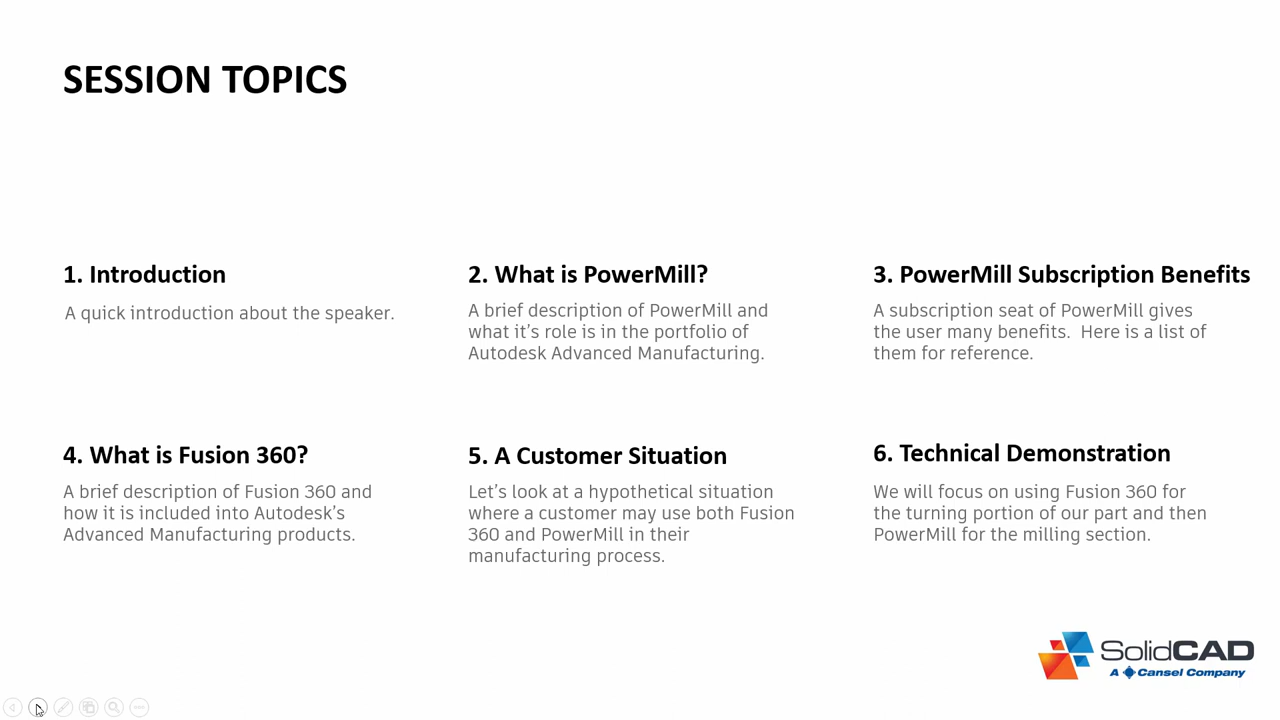 SESSION TOPICS
1. Introduction
A quick introduction about the speaker.
2. What is PowerMill?
A brief description of PowerMill and
what it's role is in the portfolio of
Autodesk Advanced Manufacturing.
3. PowerMill Subscription Benefits
A subscription seat of PowerMill gives
the user many benefits.  Here is a list of
them for reference.
4. What is Fusion 360?
A brief description of Fusion 360 and
how it is included into Autodesk's
Advanced Manufacturing products.
5. A Customer Situation
Let's look at a hypothetical situation
where a customer may use both Fusion
360 and PowerMill in their
manufacturing process.
6. Technical Demonstration
We will focus on using Fusion 360 for
the turning portion of our part and then
PowerMill for the milling section.
SolidCAD
A Cansel Company